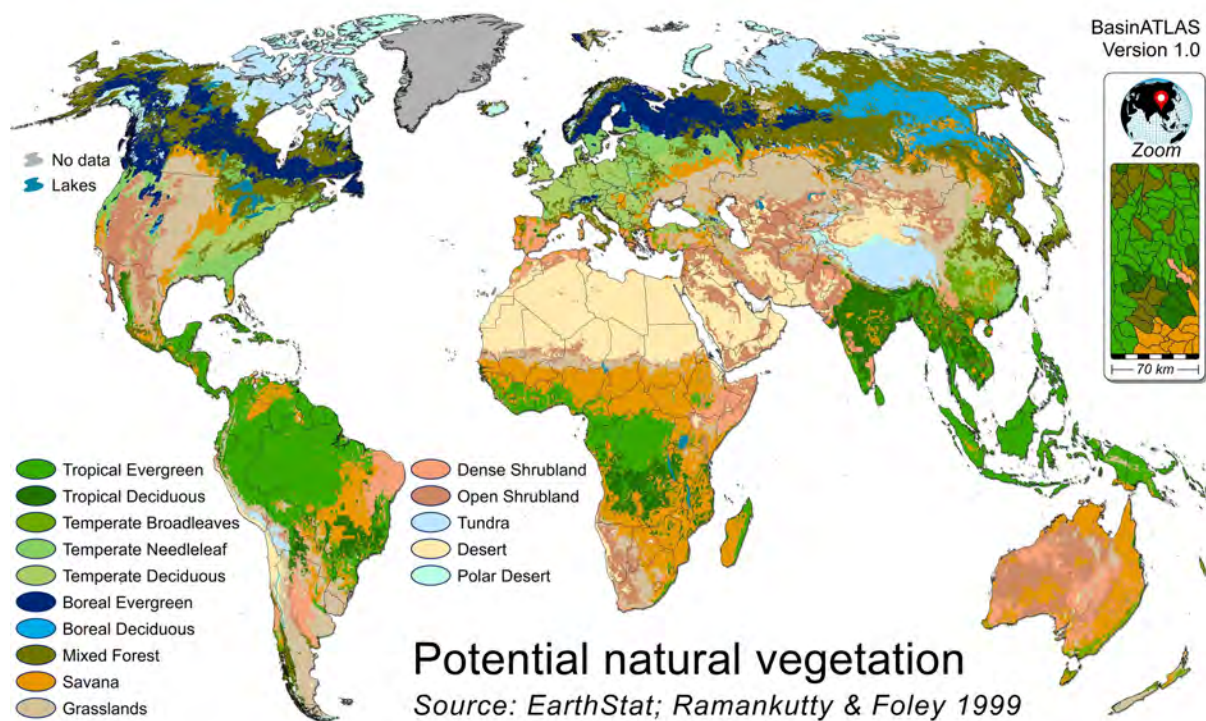 BasinATLAS
Version 1.0
Zoom
70 km
No data
Lakes
Tropical Evergreen
Tropical Deciduous
Temperate Broadleaves
Temperate Needleleaf
Temperate Deciduous
Boreal Evergreen
Boreal Deciduous
Mixed Forest
Savana
Grasslands
Dense Shrubland
Open Shrubland
Tundra
Desert
Polar Desert
Potential natural vegetation
Source: EarthStat; Ramankutty & Foley 1999